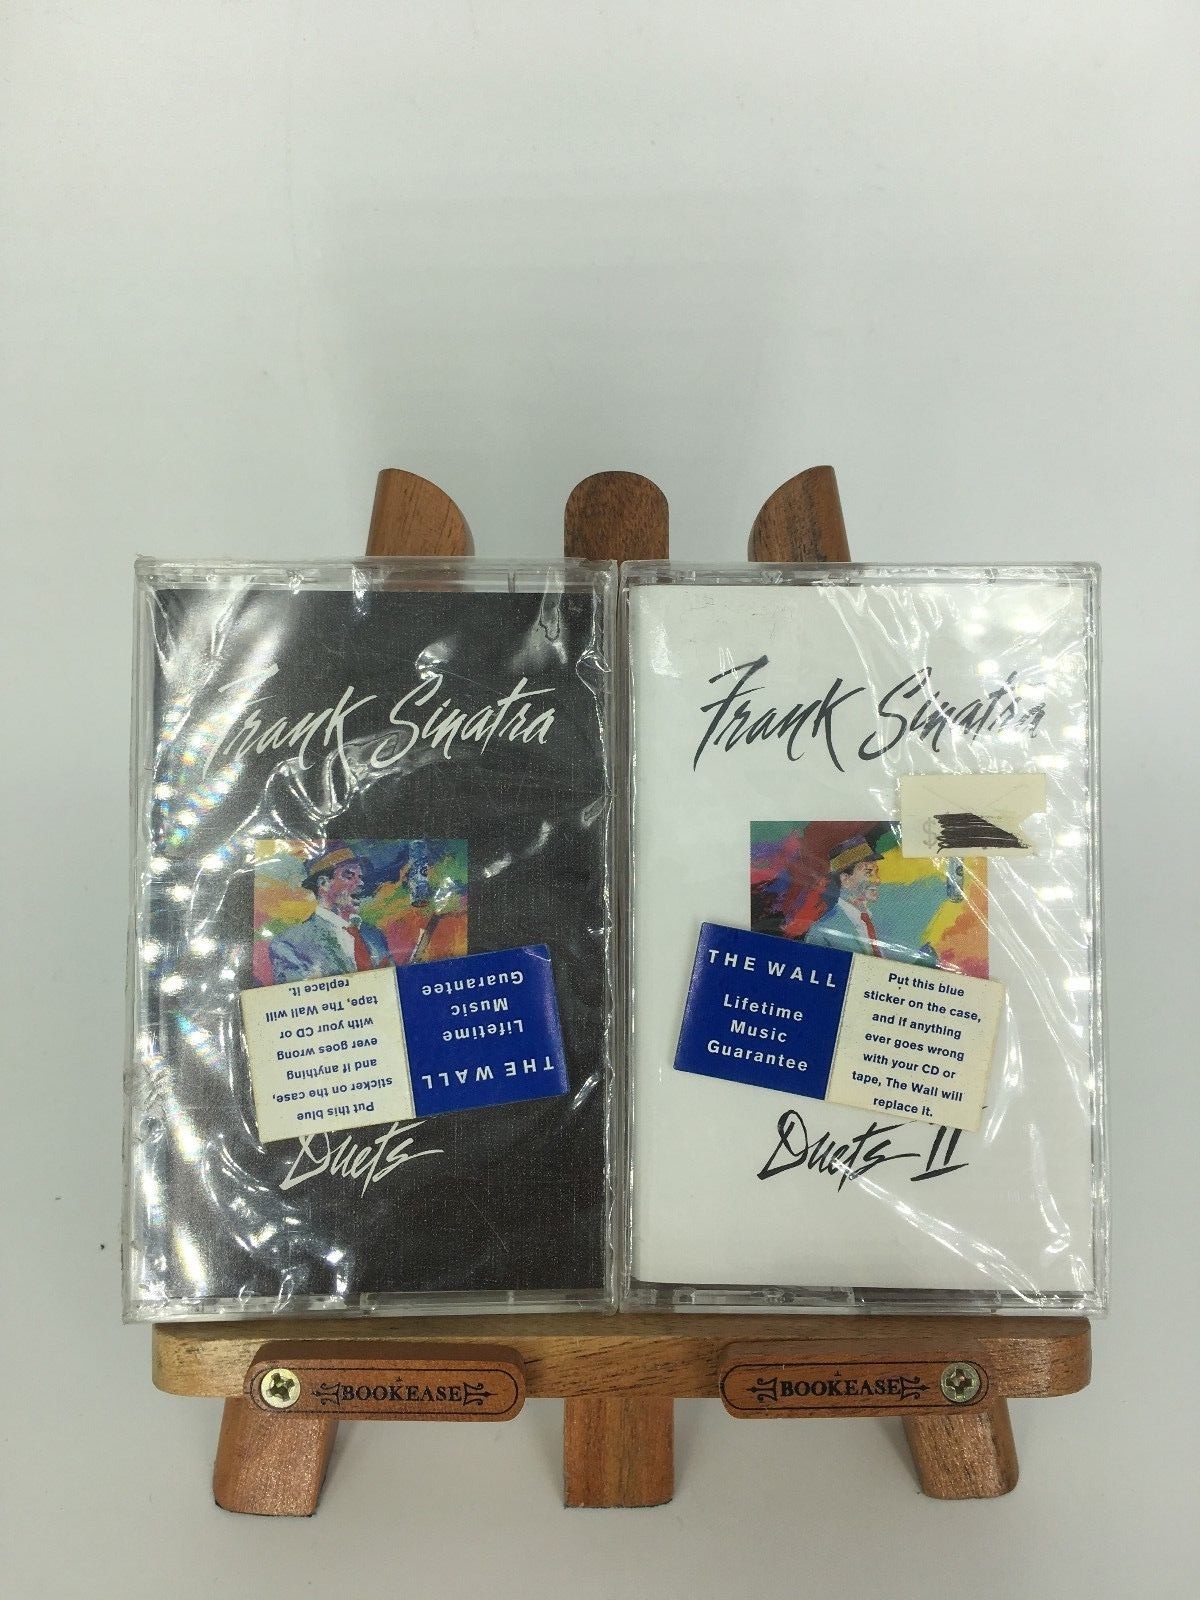 Frank Sinatra
THE WALL
Lifetime
Music
Guarantee
Put this blue
sticker on the case,
and if anything
ever goes wrong
with your CD or
tape, The Wall will
replace it.
Duets
Frank Sinatra
$
THE WALL
Lifetime
Music
Guarantee
Put this blue
sticker on the case,
and if anything
ever goes wrong
with your CD or
tape, The Wall will
replace it.
Duets II
BOOKEASE
BOOKEASE